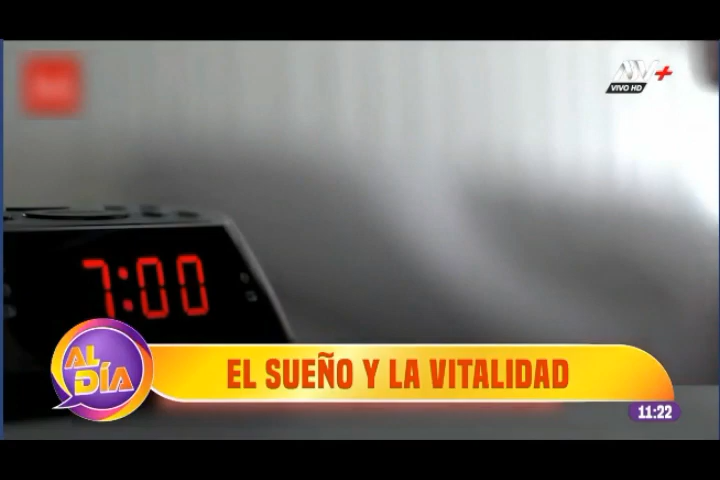 ATV+
VIVO HD
7:00
AL DÍA
EL SUEÑO Y LA VITALIDAD
11:22